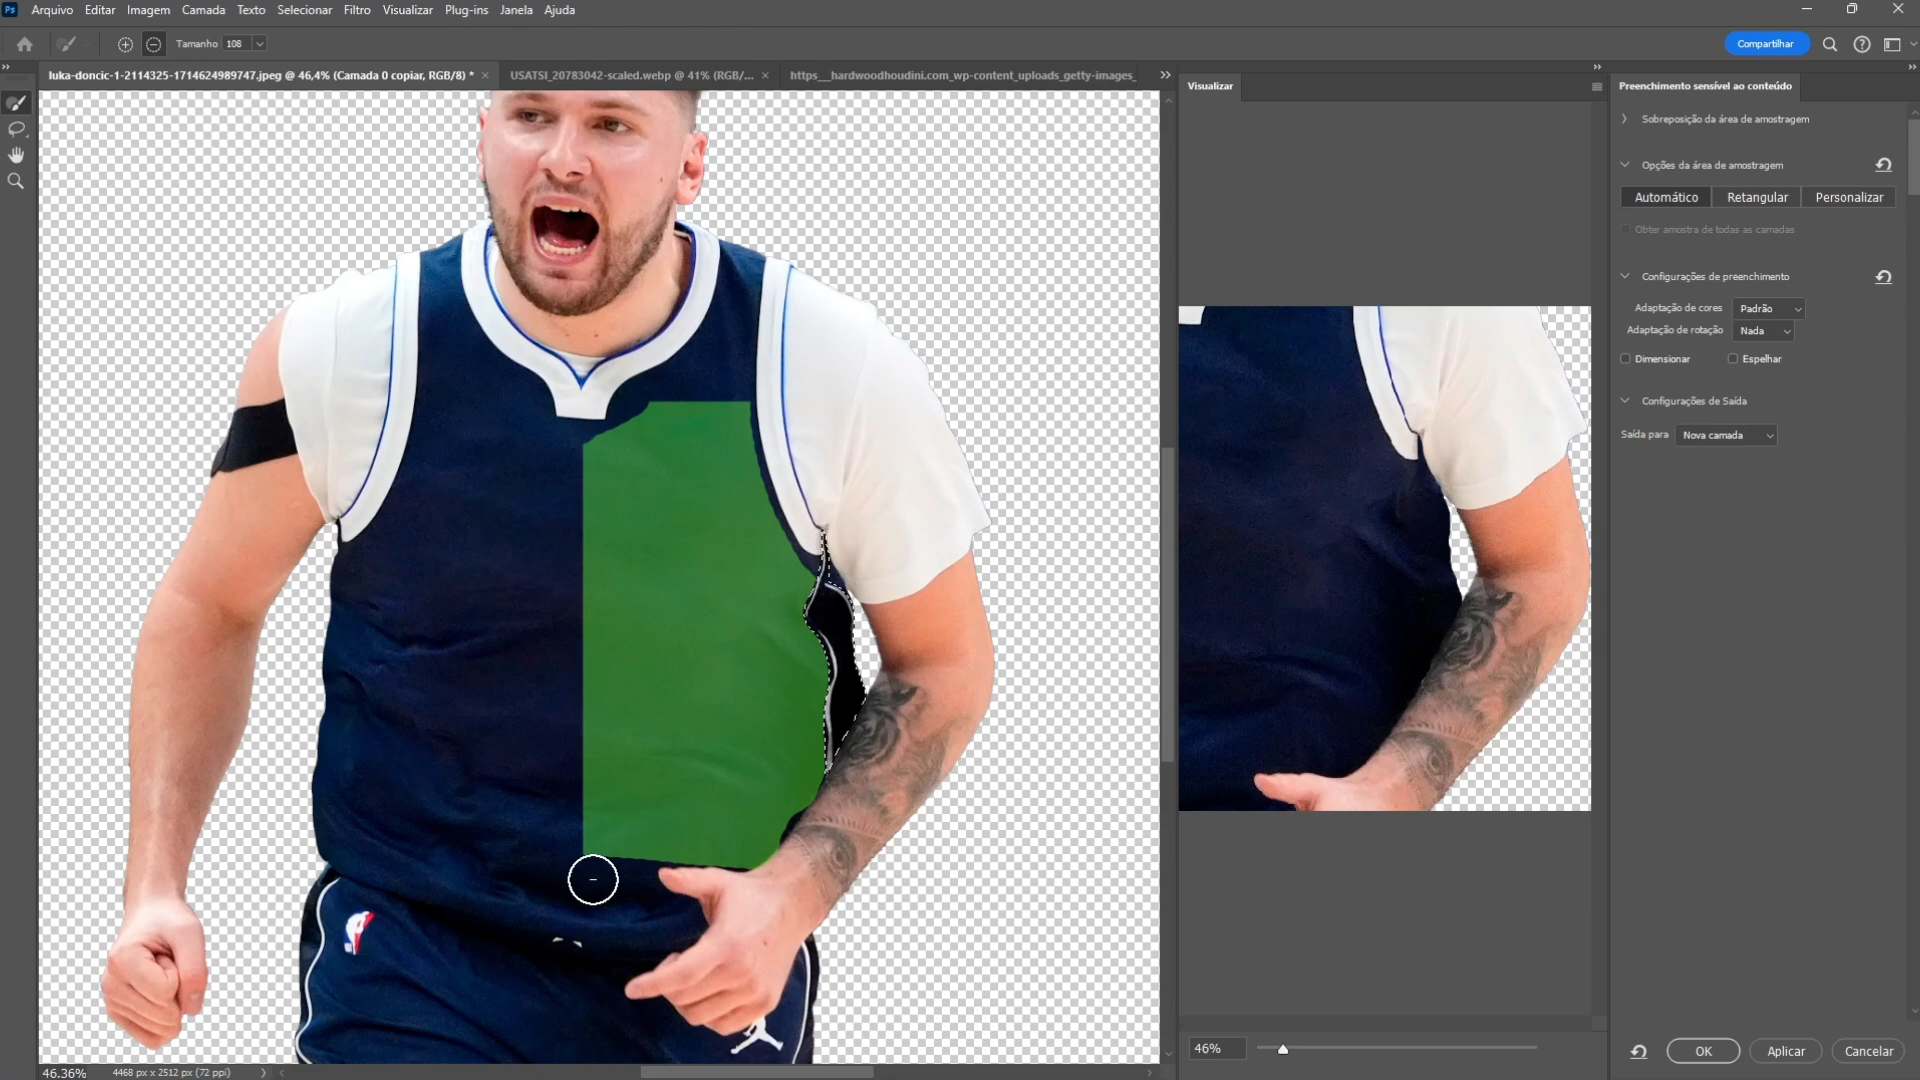 Ps Arquivo Editar Imagem Camada Texto Selecionar Filtro Visualizar Plug-ins Janela Ajuda
Tamanho 108
Compartilhar
luka-doncic-1-2114325-1714624989747.jpeg @ 46,4% (Camada 0 copiar, RGB/8) *
USATSI_20783042-scaled.webp @ 41% (RGB/...
https__hardwoodhoudini.com_wp-content_uploads_getty-images_
Visualizar
Preenchimento sensível ao conteúdo
Sobreposição da área de amostragem
Opções da área de amostragem
Automático Retangular Personalizar
Obter amostra de todas as camadas
Configurações de preenchimento
Adaptação de cores Padrão
Adaptação de rotação Nada
Dimensionar Espelhar
Configurações de Saída
Saída para Nova camada
46%
OK Aplicar Cancelar
46.36% 4468 px x 2512 px (72 ppi)